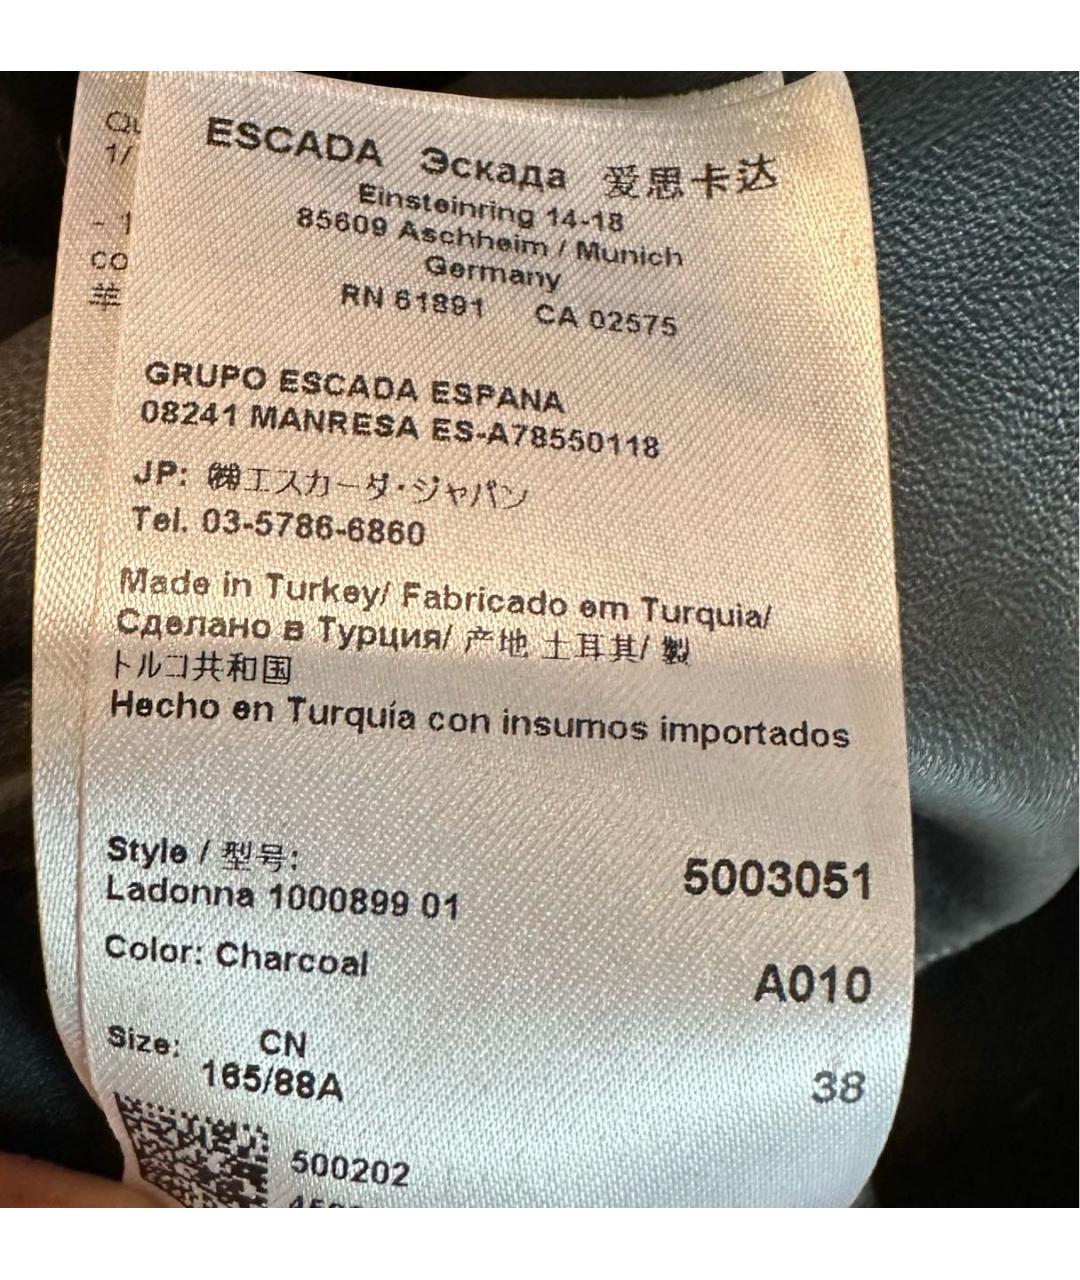 ESCADA Эскада 爱思卡达
Einsteinring 14-18
85609 Aschheim / Munich
Germany
RN 61891 CA 02575
GRUPO ESCADA ESPANA
08241 MANRESA ES-A78550118
JP: ㈱エスカーダ・ジャパン
Tel. 03-5786-6860
Made in Turkey/ Fabricado em Turquia/
Сделано в Турция/ 产地 土耳其/ 製
トルコ共和国
Hecho en Turquía con insumos importados
Style / 型号:
Ladonna 1000899 01 5003051
Color: Charcoal A010
Size: CN
165/88A 38
500202